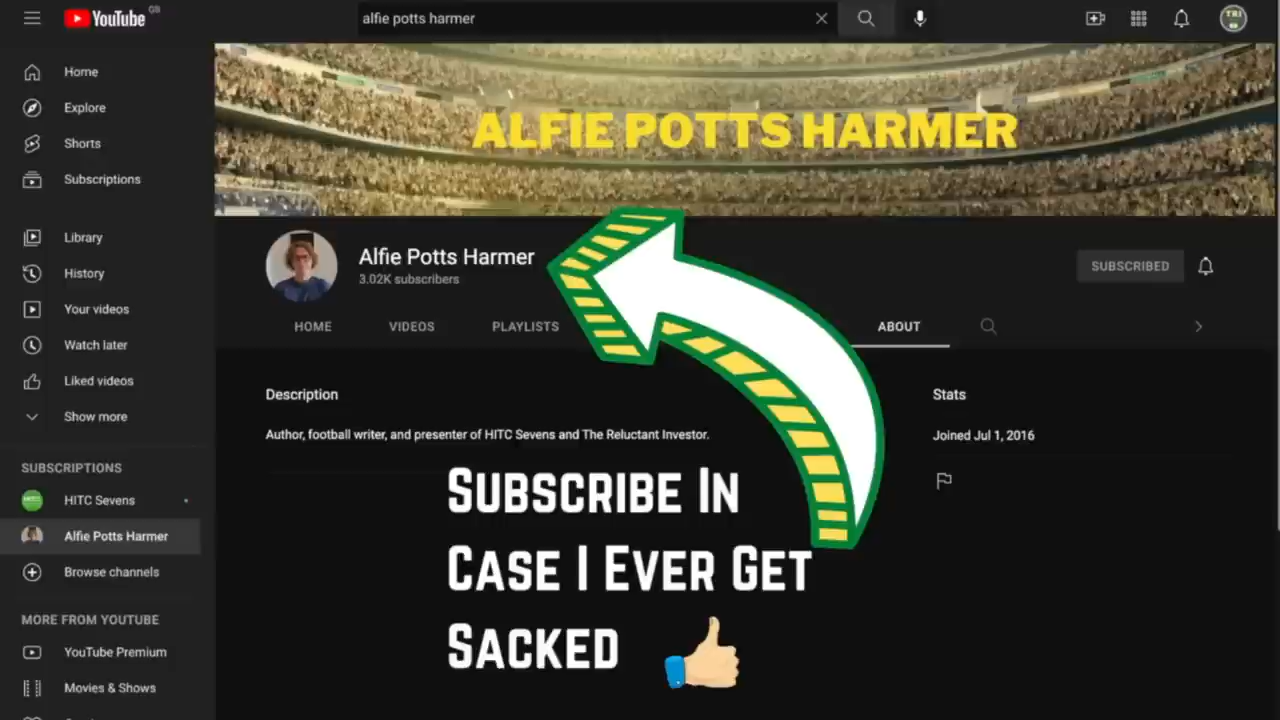 YouTube GB
alfie potts harmer
TRI
Home
Explore
Shorts
Subscriptions
Library
History
Your videos
Watch later
Liked videos
Show more
SUBSCRIPTIONS
HITC Sevens
Alfie Potts Harmer
Browse channels
MORE FROM YOUTUBE
YouTube Premium
Movies & Shows
ALFIE POTTS HARMER
Alfie Potts Harmer
3.02K subscribers
SUBSCRIBED
HOME VIDEOS PLAYLISTS ABOUT
Description
Author, football writer, and presenter of HITC Sevens and The Reluctant Investor.
Stats
Joined Jul 1, 2016
SUBSCRIBE IN
CASE I EVER GET
SACKED